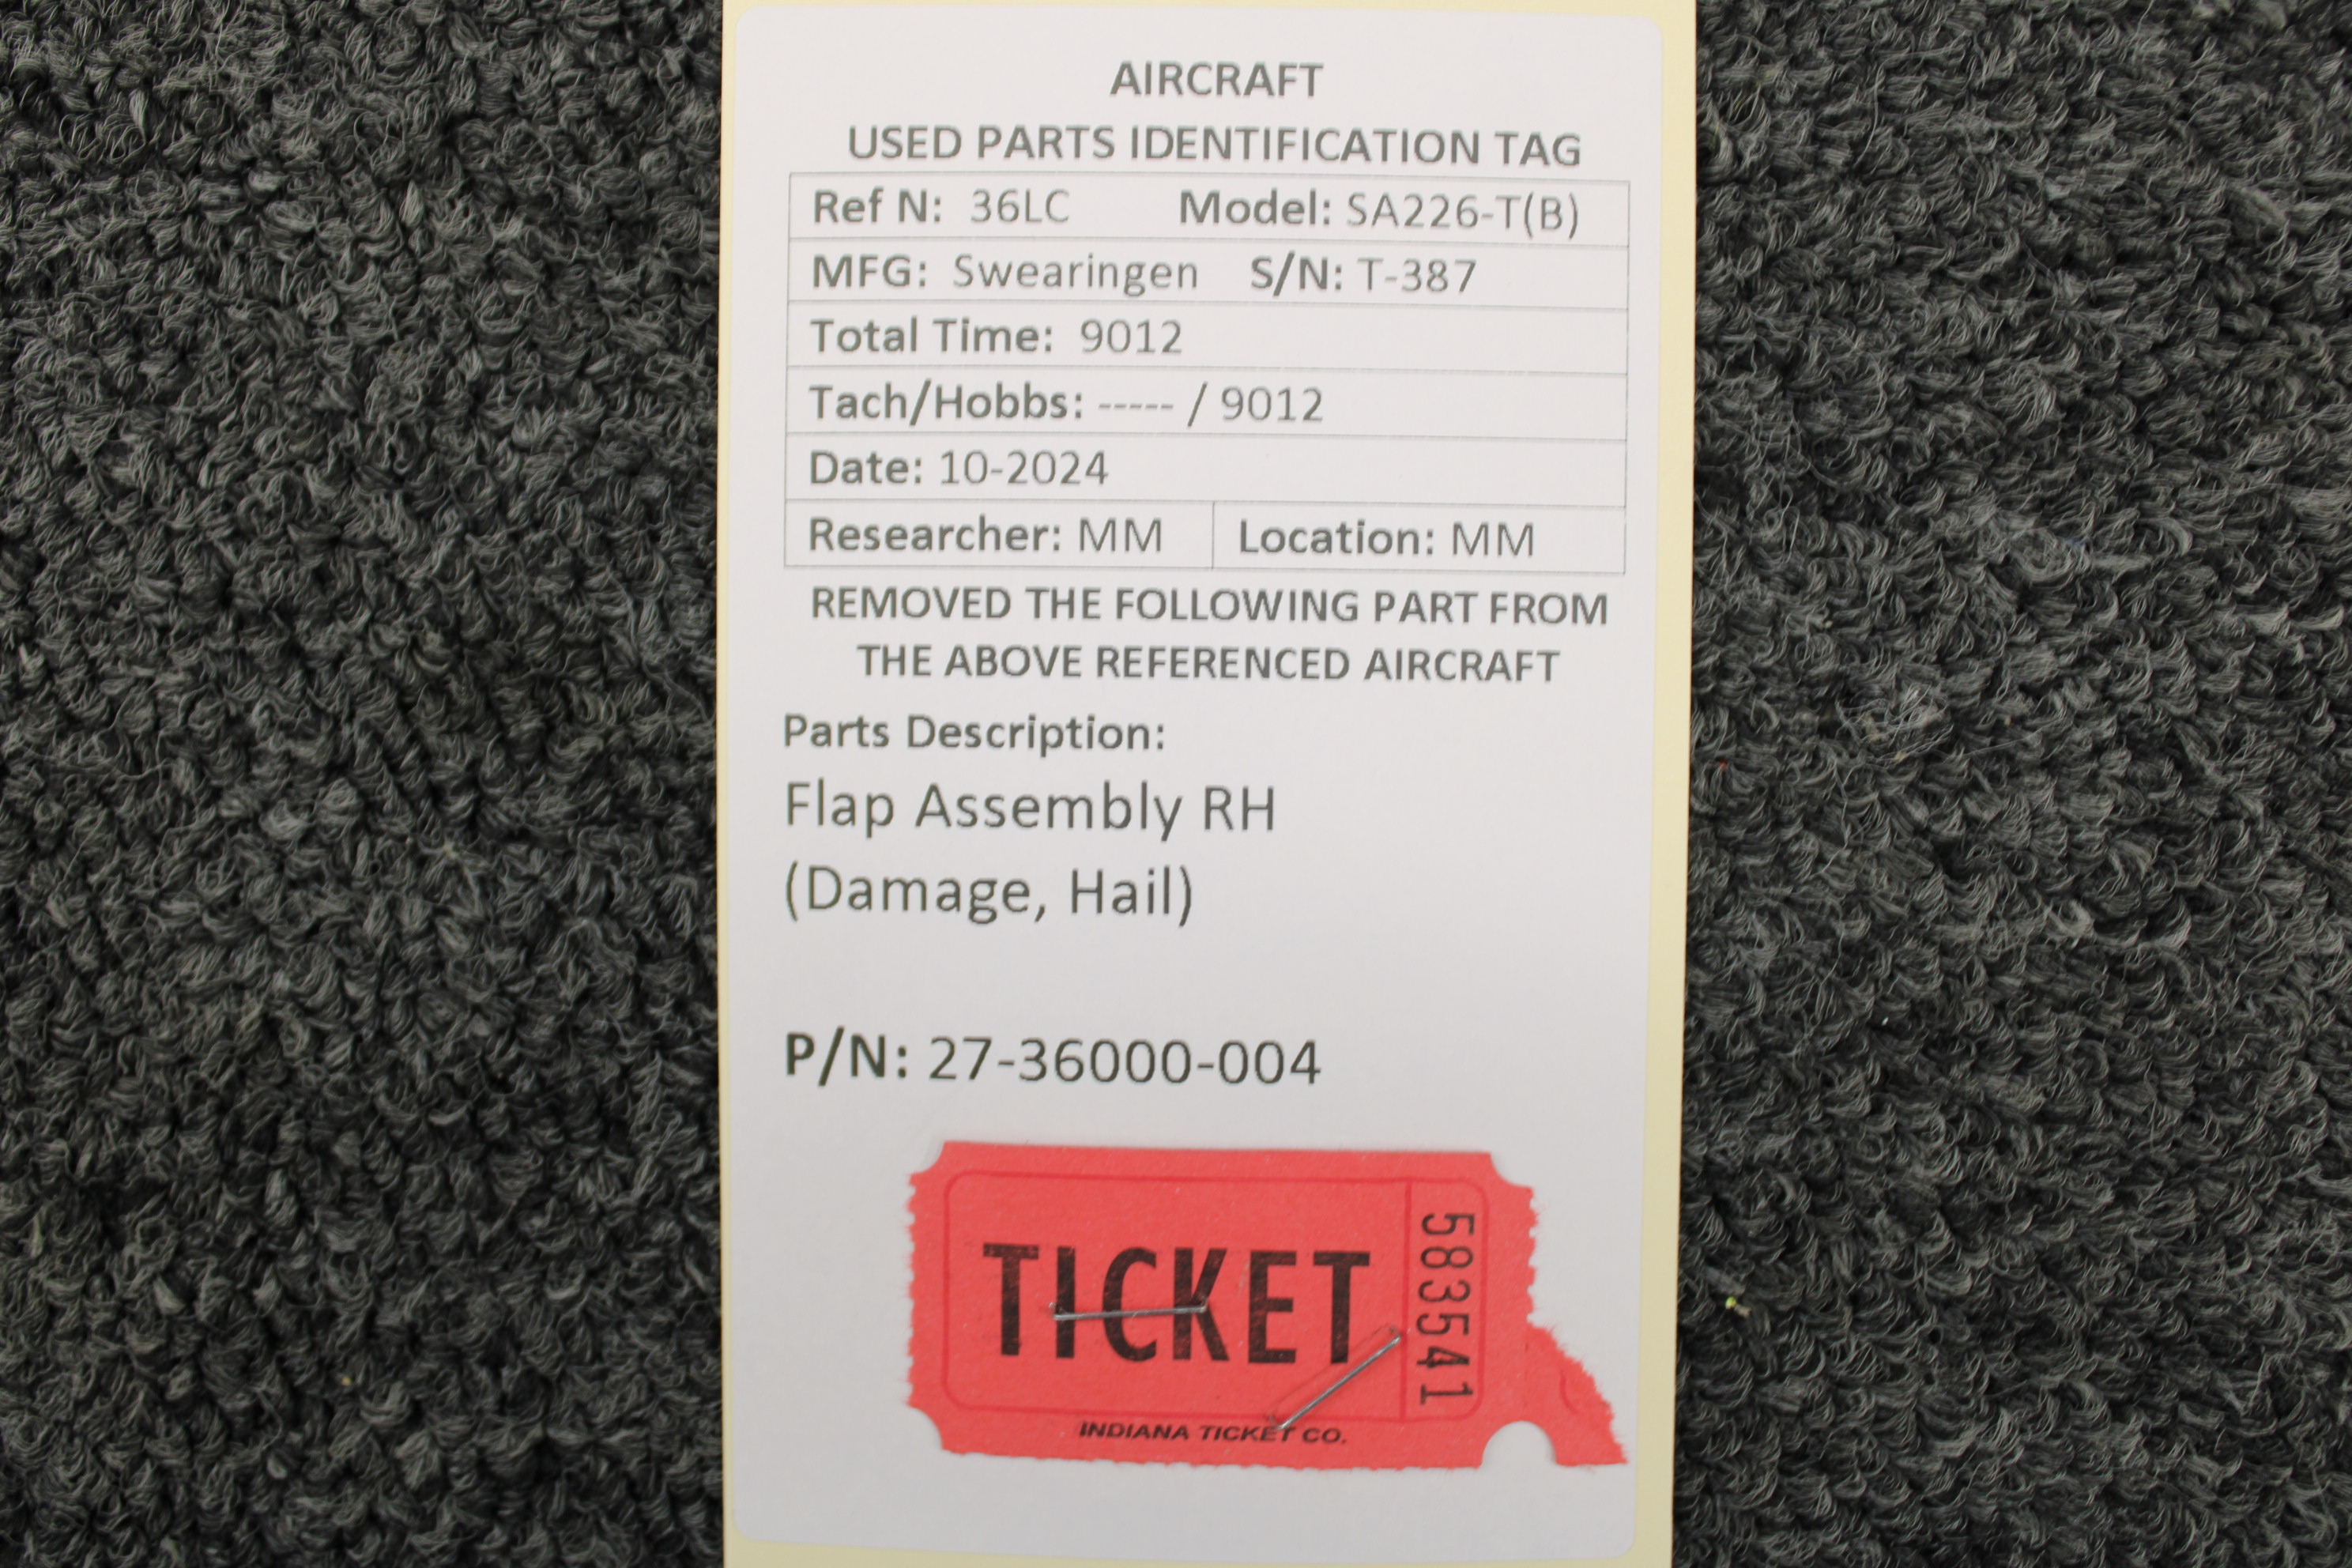 AIRCRAFT
USED PARTS IDENTIFICATION TAG
Ref N: 36LC Model: SA226-T(B)
MFG: Swearingen S/N: T-387
Total Time: 9012
Tach/Hobbs: ----- / 9012
Date: 10-2024
Researcher: MM Location: MM
REMOVED THE FOLLOWING PART FROM
THE ABOVE REFERENCED AIRCRAFT
Parts Description:
Flap Assembly RH
(Damage, Hail)
P/N: 27-36000-004
TICKET
583541
INDIANA TICKET CO.